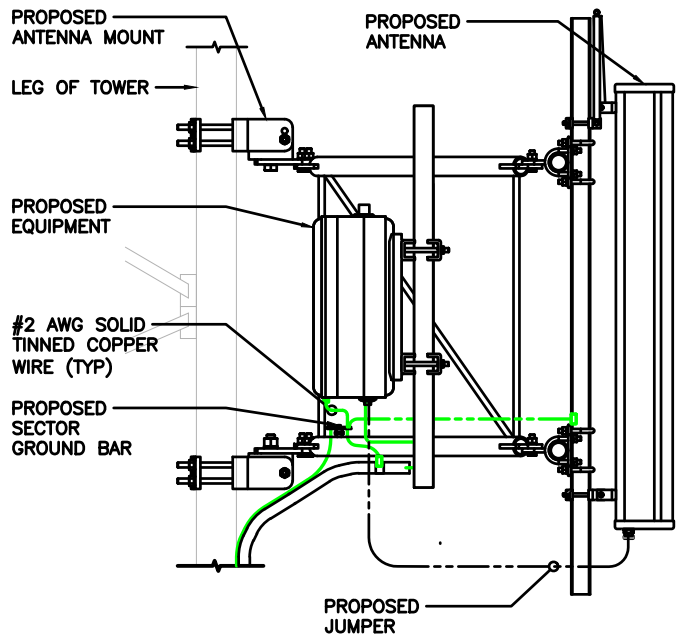 PROPOSED
ANTENNA MOUNT
PROPOSED
ANTENNA
LEG OF TOWER
PROPOSED
EQUIPMENT
#2 AWG SOLID
TINNED COPPER
WIRE (TYP)
PROPOSED
SECTOR
GROUND BAR
PROPOSED
JUMPER